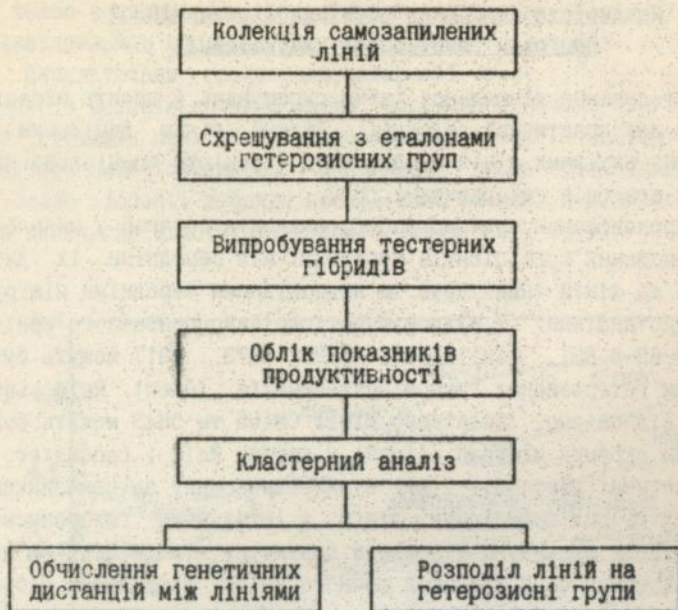 Колекція самозапилених
ліній
Схрещування з еталонами
гетерозисних груп
Випробування тестерних
гібридів
Облік показників
продуктивності
Кластерний аналіз
Обчислення генетичних
дистанцій між лініями
Розподіл ліній на
гетерозисні групи